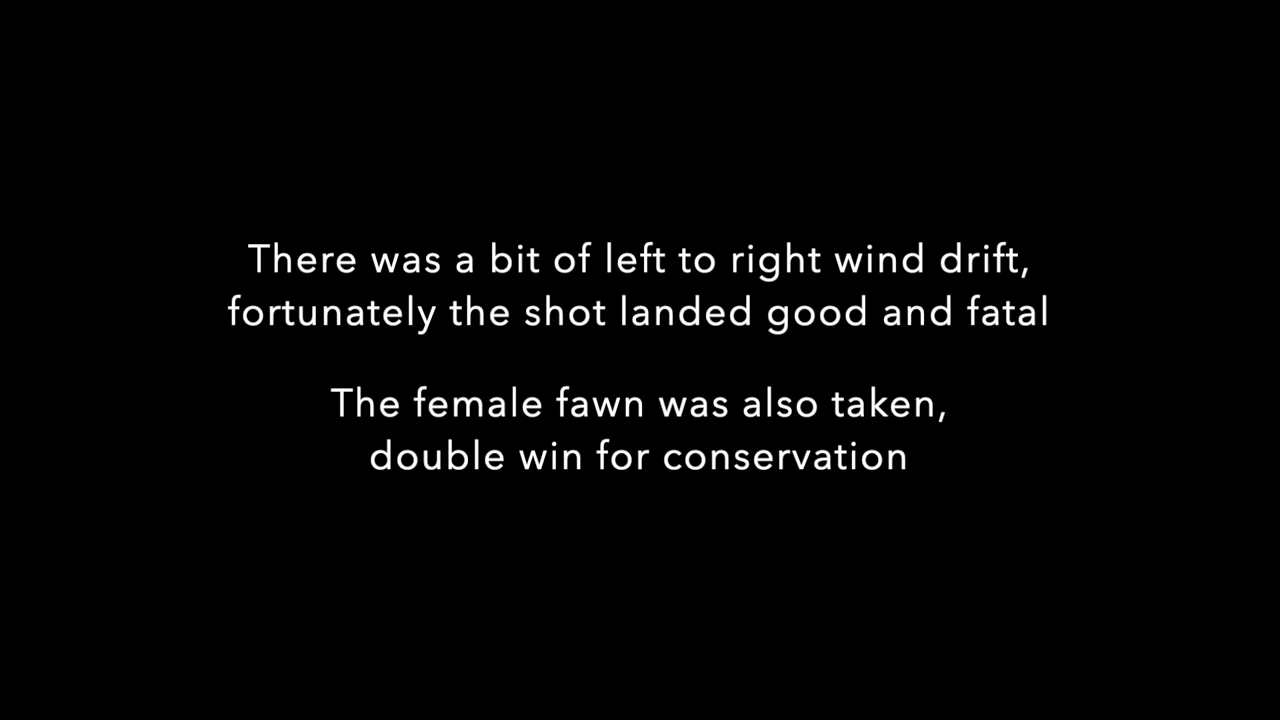 There was a bit of left to right wind drift,
fortunately the shot landed good and fatal
The female fawn was also taken,
double win for conservation